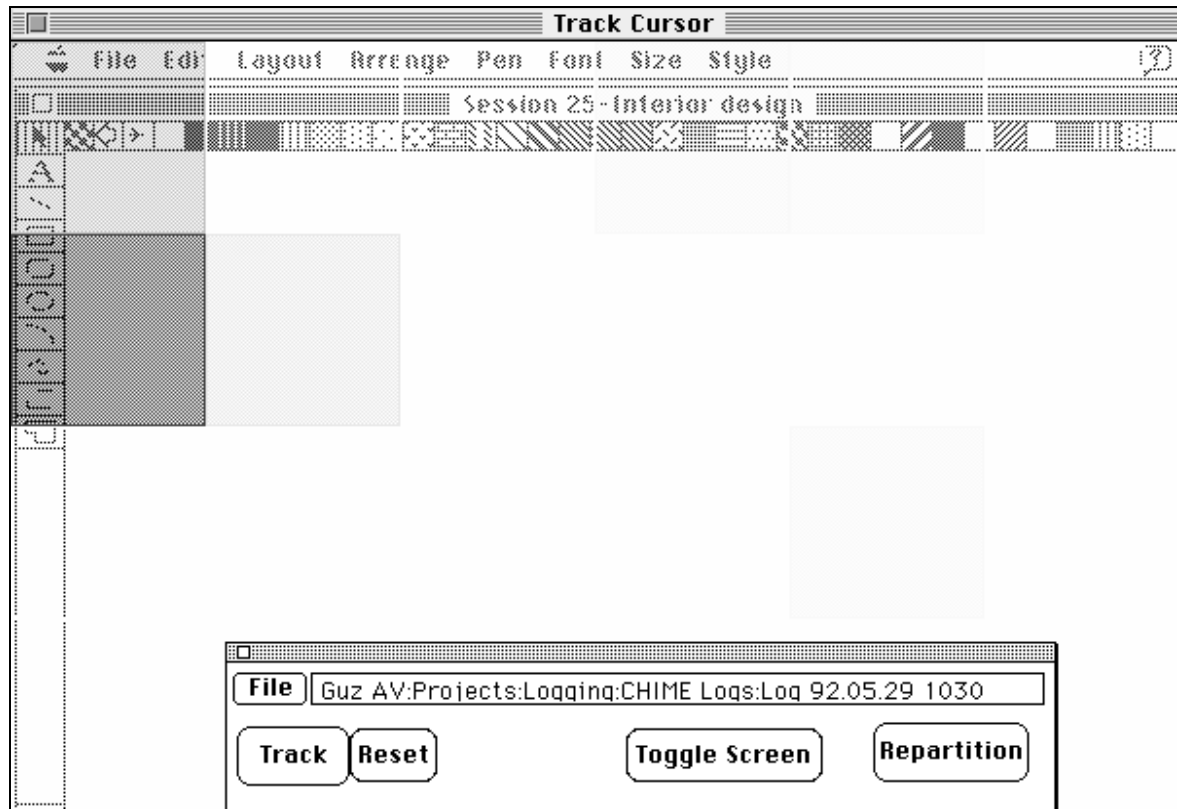 Track Cursor
File Edi Layout Arrange Pen Font Size Style ?
Session 25-Interior design
A
File Guz AV:Projects:Logging:CHIME Logs:Log 92.05.29 1030
Track Reset Toggle Screen Repartition